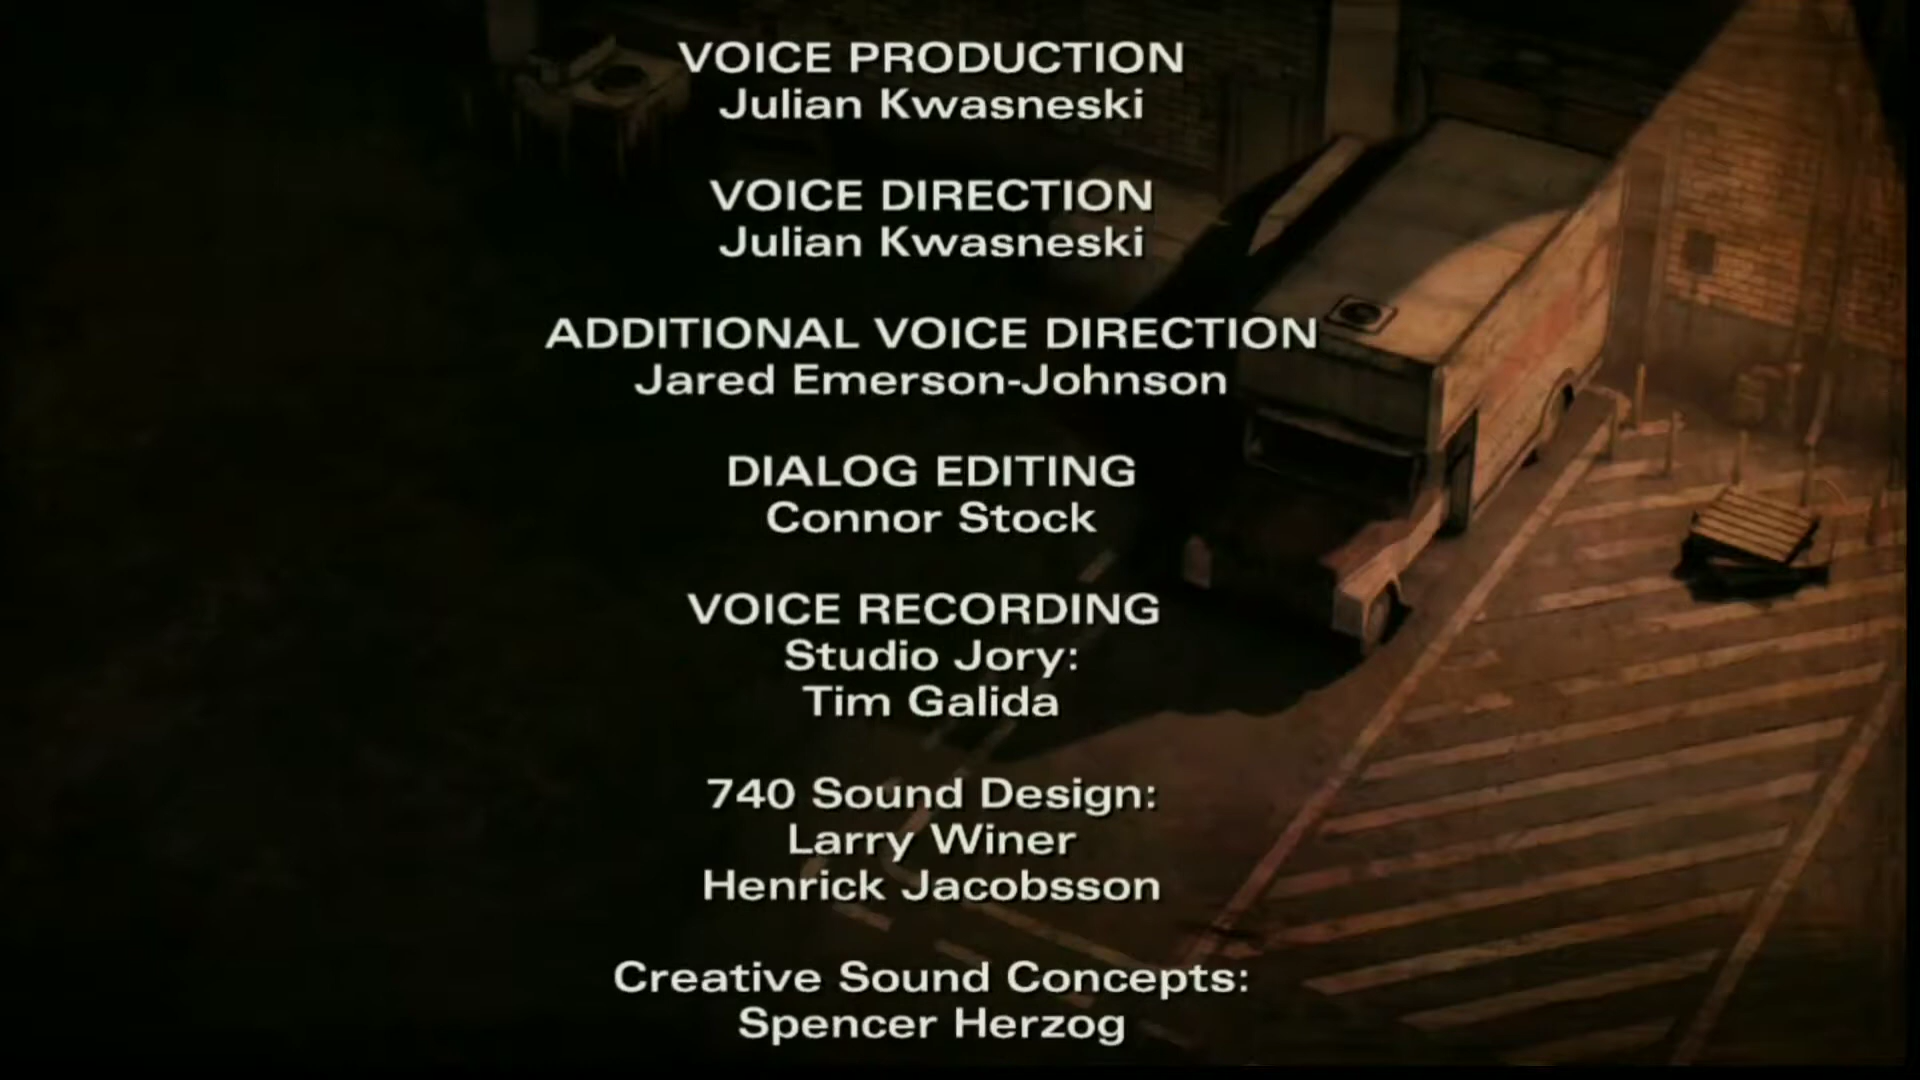 VOICE PRODUCTION
Julian Kwasneski
VOICE DIRECTION
Julian Kwasneski
ADDITIONAL VOICE DIRECTION
Jared Emerson-Johnson
DIALOG EDITING
Connor Stock
VOICE RECORDING
Studio Jory:
Tim Galida
740 Sound Design:
Larry Winer
Henrick Jacobsson
Creative Sound Concepts:
Spencer Herzog